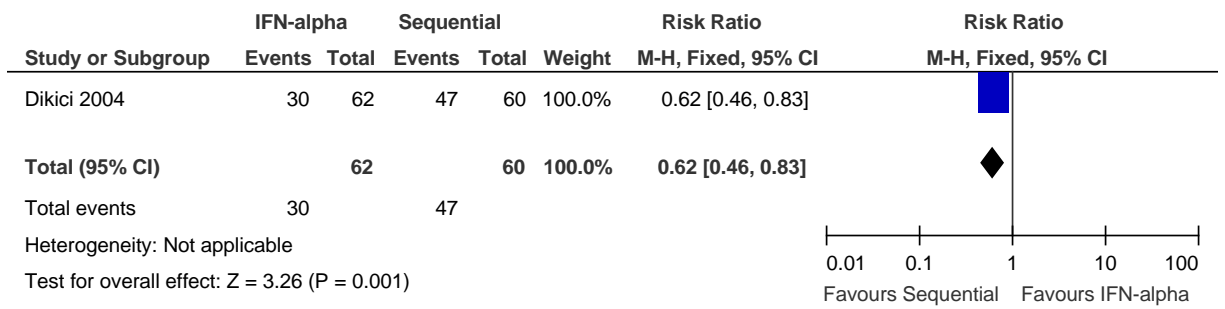 IFN-alpha Sequential Risk Ratio Risk Ratio
Study or Subgroup Events Total Events Total Weight M-H, Fixed, 95% CI M-H, Fixed, 95% CI
Dikici 2004 30 62 47 60 100.0% 0.62 [0.46, 0.83]
Total (95% CI) 62 60 100.0% 0.62 [0.46, 0.83]
Total events 30 47
Heterogeneity: Not applicable
Test for overall effect: Z = 3.26 (P = 0.001)
0.01 0.1 1 10 100
Favours Sequential Favours IFN-alpha